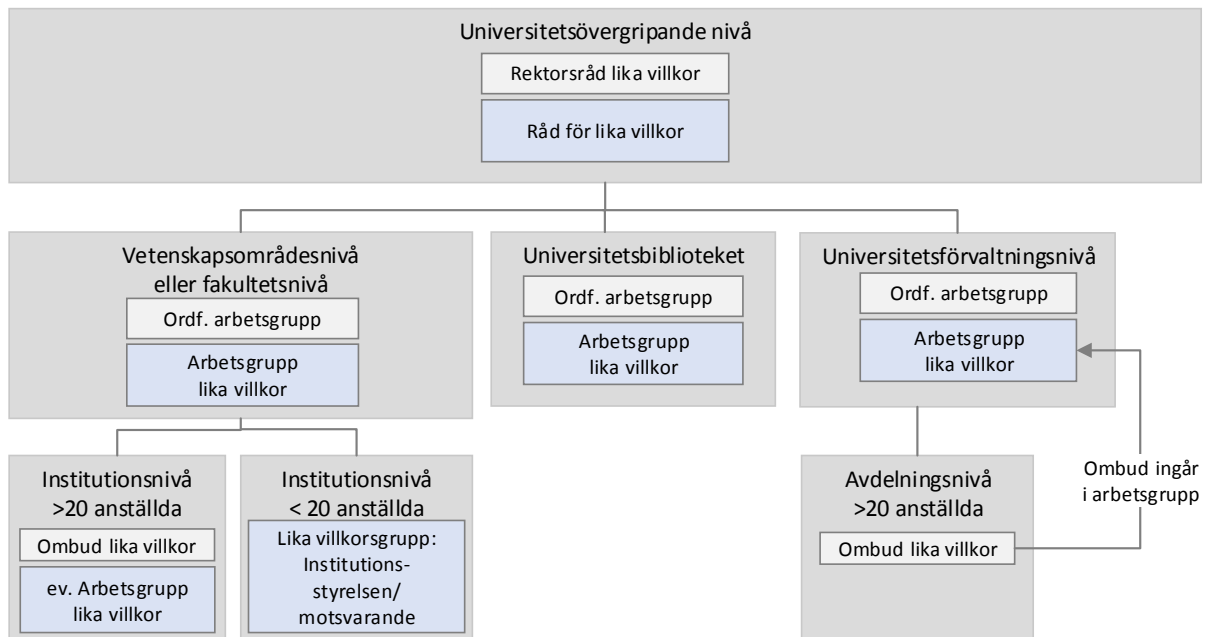 Universitetsövergripande nivå
Rektorsråd lika villkor
Råd för lika villkor
Vetenskapsområdesnivå
eller fakultetsnivå
Ordf. arbetsgrupp
Arbetsgrupp
lika villkor
Universitetsbiblioteket
Ordf. arbetsgrupp
Arbetsgrupp
lika villkor
Universitetsförvaltningsnivå
Ordf. arbetsgrupp
Arbetsgrupp
lika villkor
Institutionsnivå
>20 anställda
Ombud lika villkor
ev. Arbetsgrupp
lika villkor
Institutionsnivå
< 20 anställda
Lika villkorsgrupp:
Institutions-
styrelsen/
motsvarande
Avdelningsnivå
>20 anställda
Ombud lika villkor
Ombud ingår
i arbetsgrupp